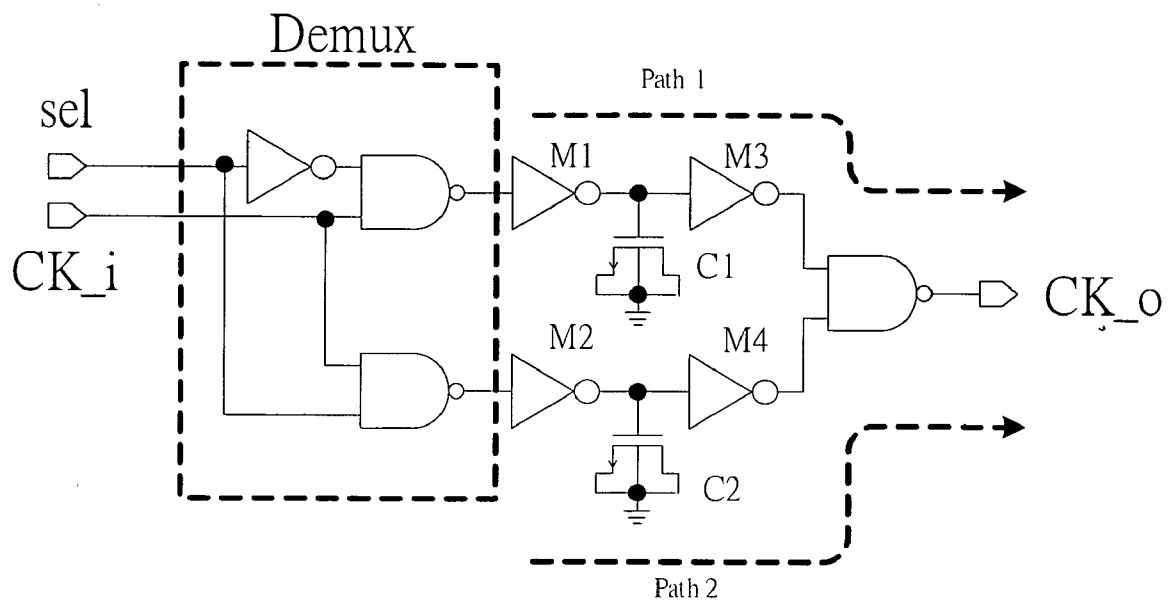 Demux
Path 1
sel
M1
M3
CK_i
C1
CK_o
M2
M4
C2
Path 2